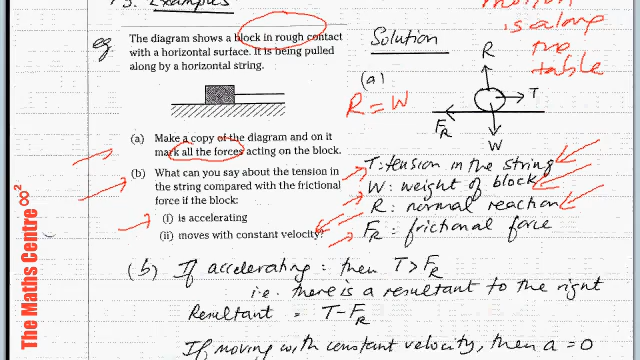 13. Examples
motion
is along
the
table
eg.
The diagram shows a block in rough contact
with a horizontal surface. It is being pulled
along by a horizontal string.
(a) Make a copy of the diagram and on it
mark all the forces acting on the block.
(b) What can you say about the tension in
the string compared with the frictional
force if the block:
(i) is accelerating
(ii) moves with constant velocity?
Solution
(a)
R = W
R
T
F_R
W
T: tension in the string
W: weight of block
R: normal reaction
F_R: frictional force
(b) If accelerating: then T > F_R
i.e. there is a resultant to the right
Resultant = T - F_R
If moving with constant velocity, then a = 0
The Maths Centre ∞²